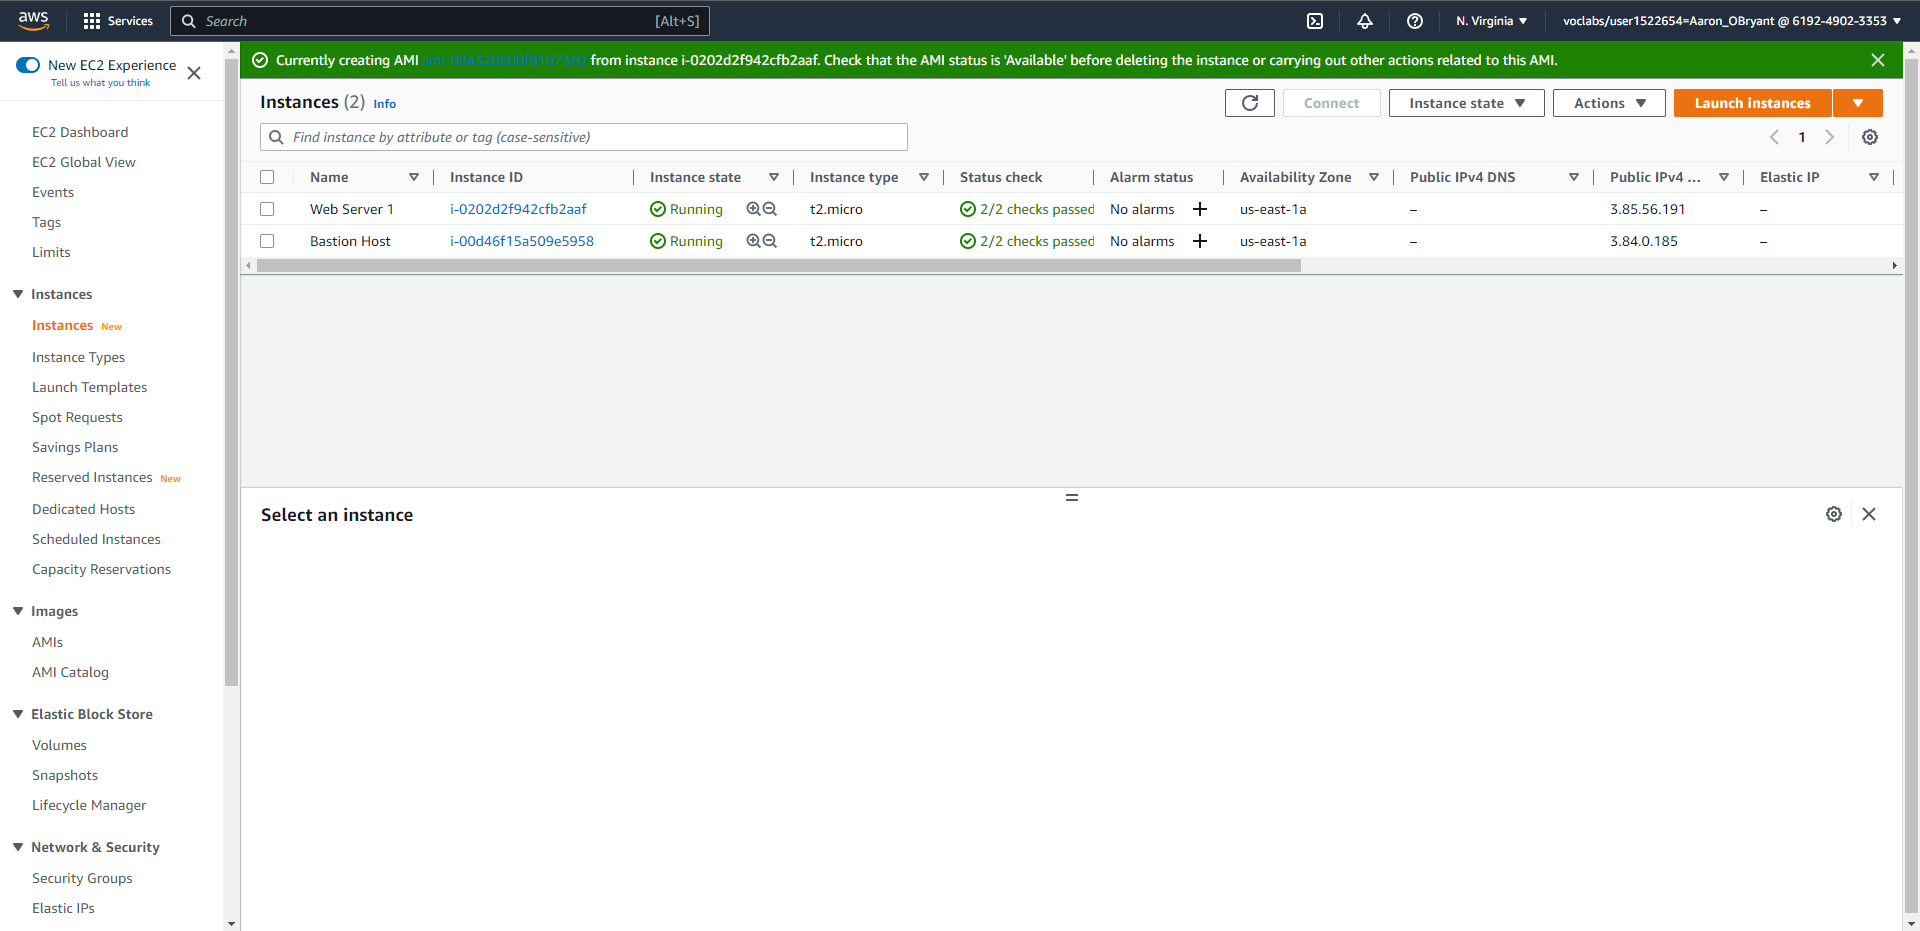 aws
Services
Search
[Alt+S]
N. Virginia
voclabs/user1522654=Aaron_OBryant @ 6192-4902-3353
New EC2 Experience
Tell us what you think
EC2 Dashboard
EC2 Global View
Events
Tags
Limits
Instances
Instances New
Instance Types
Launch Templates
Spot Requests
Savings Plans
Reserved Instances New
Dedicated Hosts
Scheduled Instances
Capacity Reservations
Images
AMIs
AMI Catalog
Elastic Block Store
Volumes
Snapshots
Lifecycle Manager
Network & Security
Security Groups
Elastic IPs
Currently creating AMI ami-084320600f81073e0 from instance i-0202d2f942cfb2aaf. Check that the AMI status is 'Available' before deleting the instance or carrying out other actions related to this AMI.
Instances (2) Info
Connect
Instance state
Actions
Launch instances
Find instance by attribute or tag (case-sensitive)
1
Name Instance ID Instance state Instance type Status check Alarm status Availability Zone Public IPv4 DNS Public IPv4 ... Elastic IP
Web Server 1 i-0202d2f942cfb2aaf Running t2.micro 2/2 checks passed No alarms + us-east-1a – 3.85.56.191 –
Bastion Host i-00d46f15a509e5958 Running t2.micro 2/2 checks passed No alarms + us-east-1a – 3.84.0.185 –
Select an instance